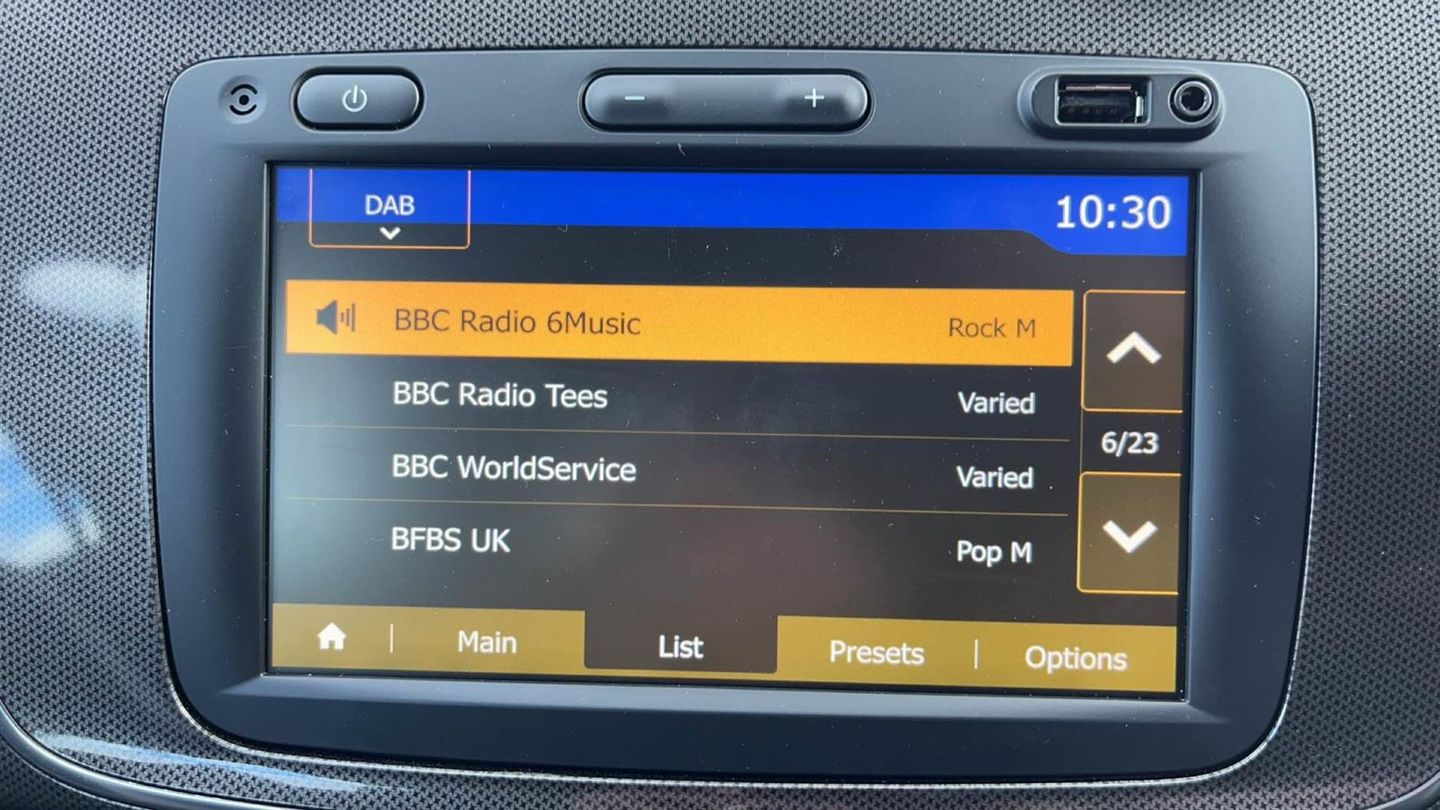 DAB
10:30
BBC Radio 6Music Rock M
BBC Radio Tees Varied
6/23
BBC WorldService Varied
BFBS UK Pop M
Main | List Presets | Options